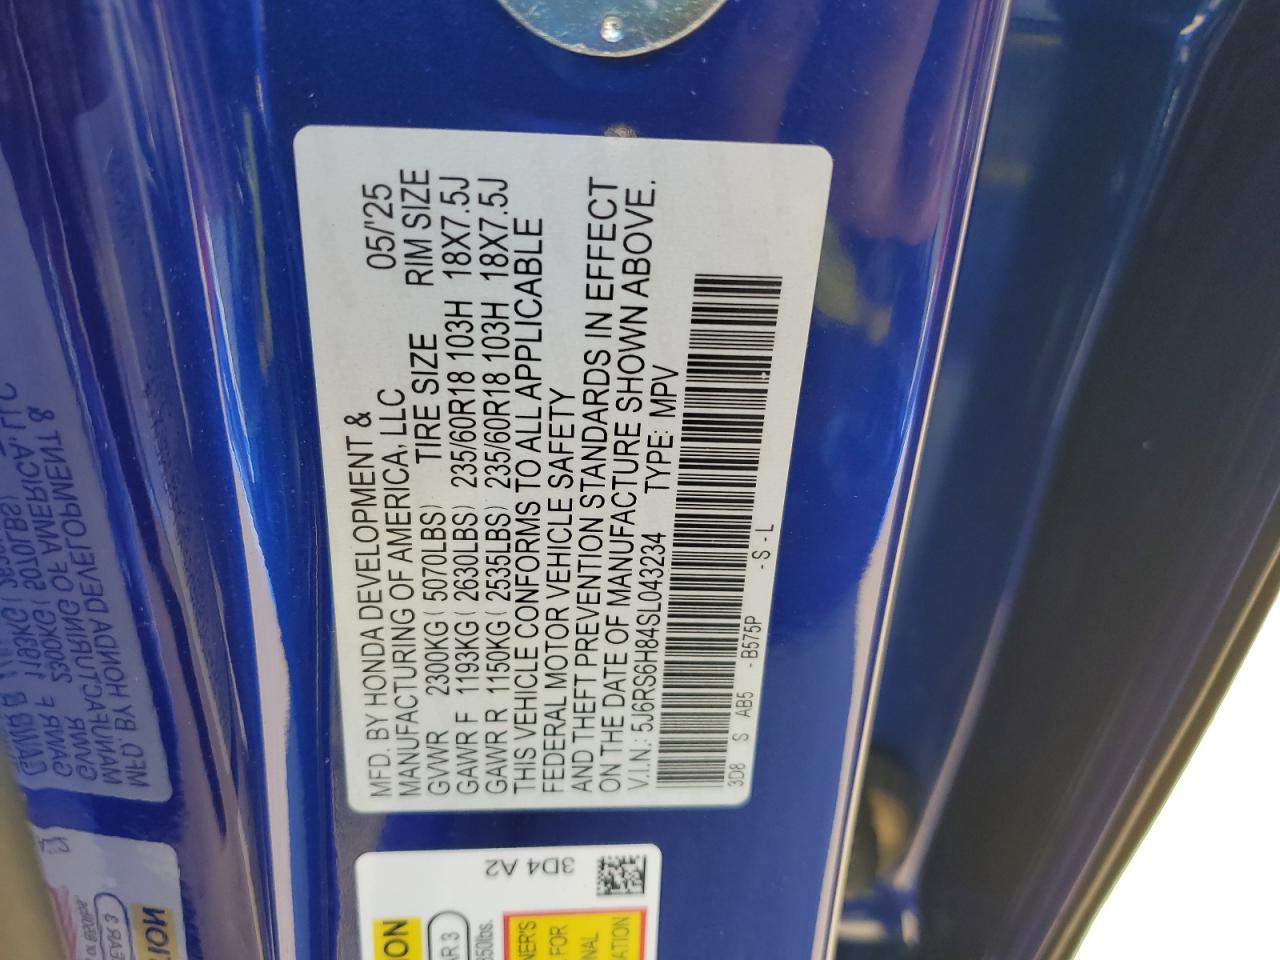 MFD. BY HONDA DEVELOPMENT &
MANUFACTURING OF AMERICA, LLC 05/'25
TIRE SIZE RIM SIZE
GVWR 2300KG ( 5070LBS)
GAWR F 1193KG ( 2630LBS) 235/60R18 103H 18X7.5J
GAWR R 1150KG ( 2535LBS) 235/60R18 103H 18X7.5J
THIS VEHICLE CONFORMS TO ALL APPLICABLE
FEDERAL MOTOR VEHICLE SAFETY
AND THEFT PREVENTION STANDARDS IN EFFECT
ON THE DATE OF MANUFACTURE SHOWN ABOVE.
V.I.N.: 5J6RS6H84SL043234 TYPE: MPV
3D8 S AB5 -B575P -S-L
3D4 A2